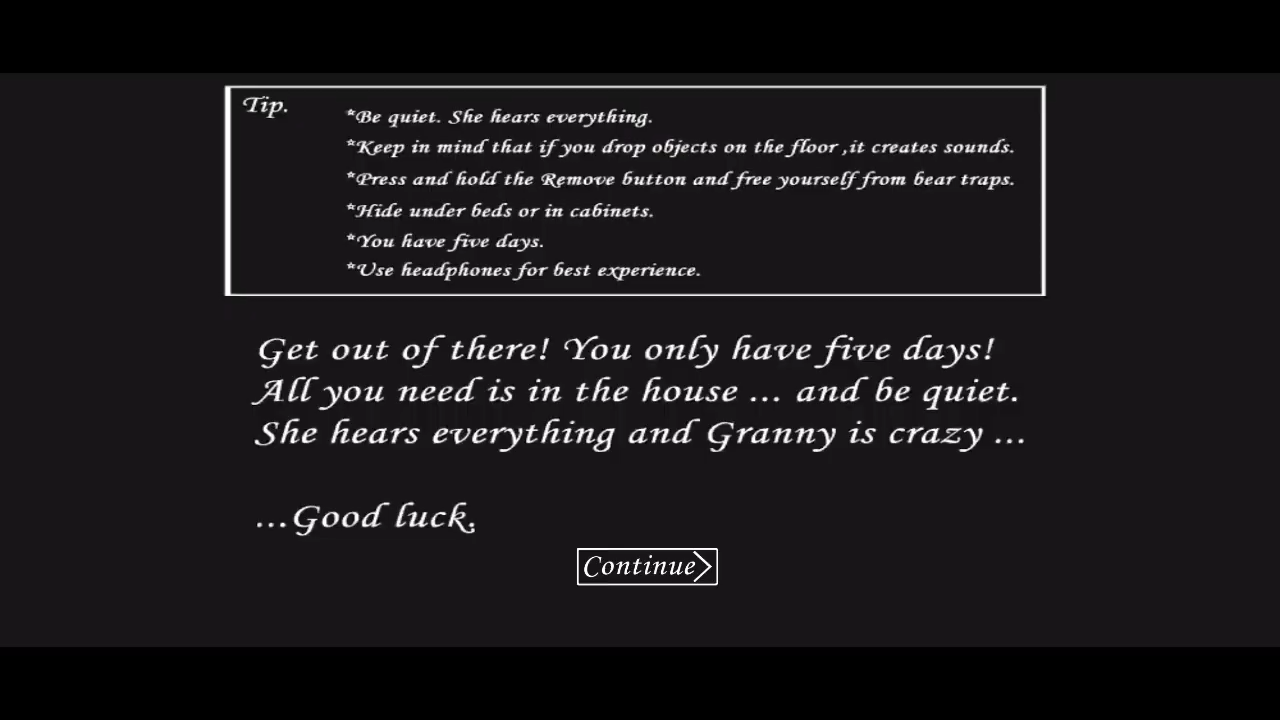 Tip.
*Be quiet. She hears everything.
*Keep in mind that if you drop objects on the floor ,it creates sounds.
*Press and hold the Remove button and free yourself from bear traps.
*Hide under beds or in cabinets.
*You have five days.
*Use headphones for best experience.
Get out of there! You only have five days!
All you need is in the house ... and be quiet.
She hears everything and Granny is crazy ...
...Good luck.
Continue